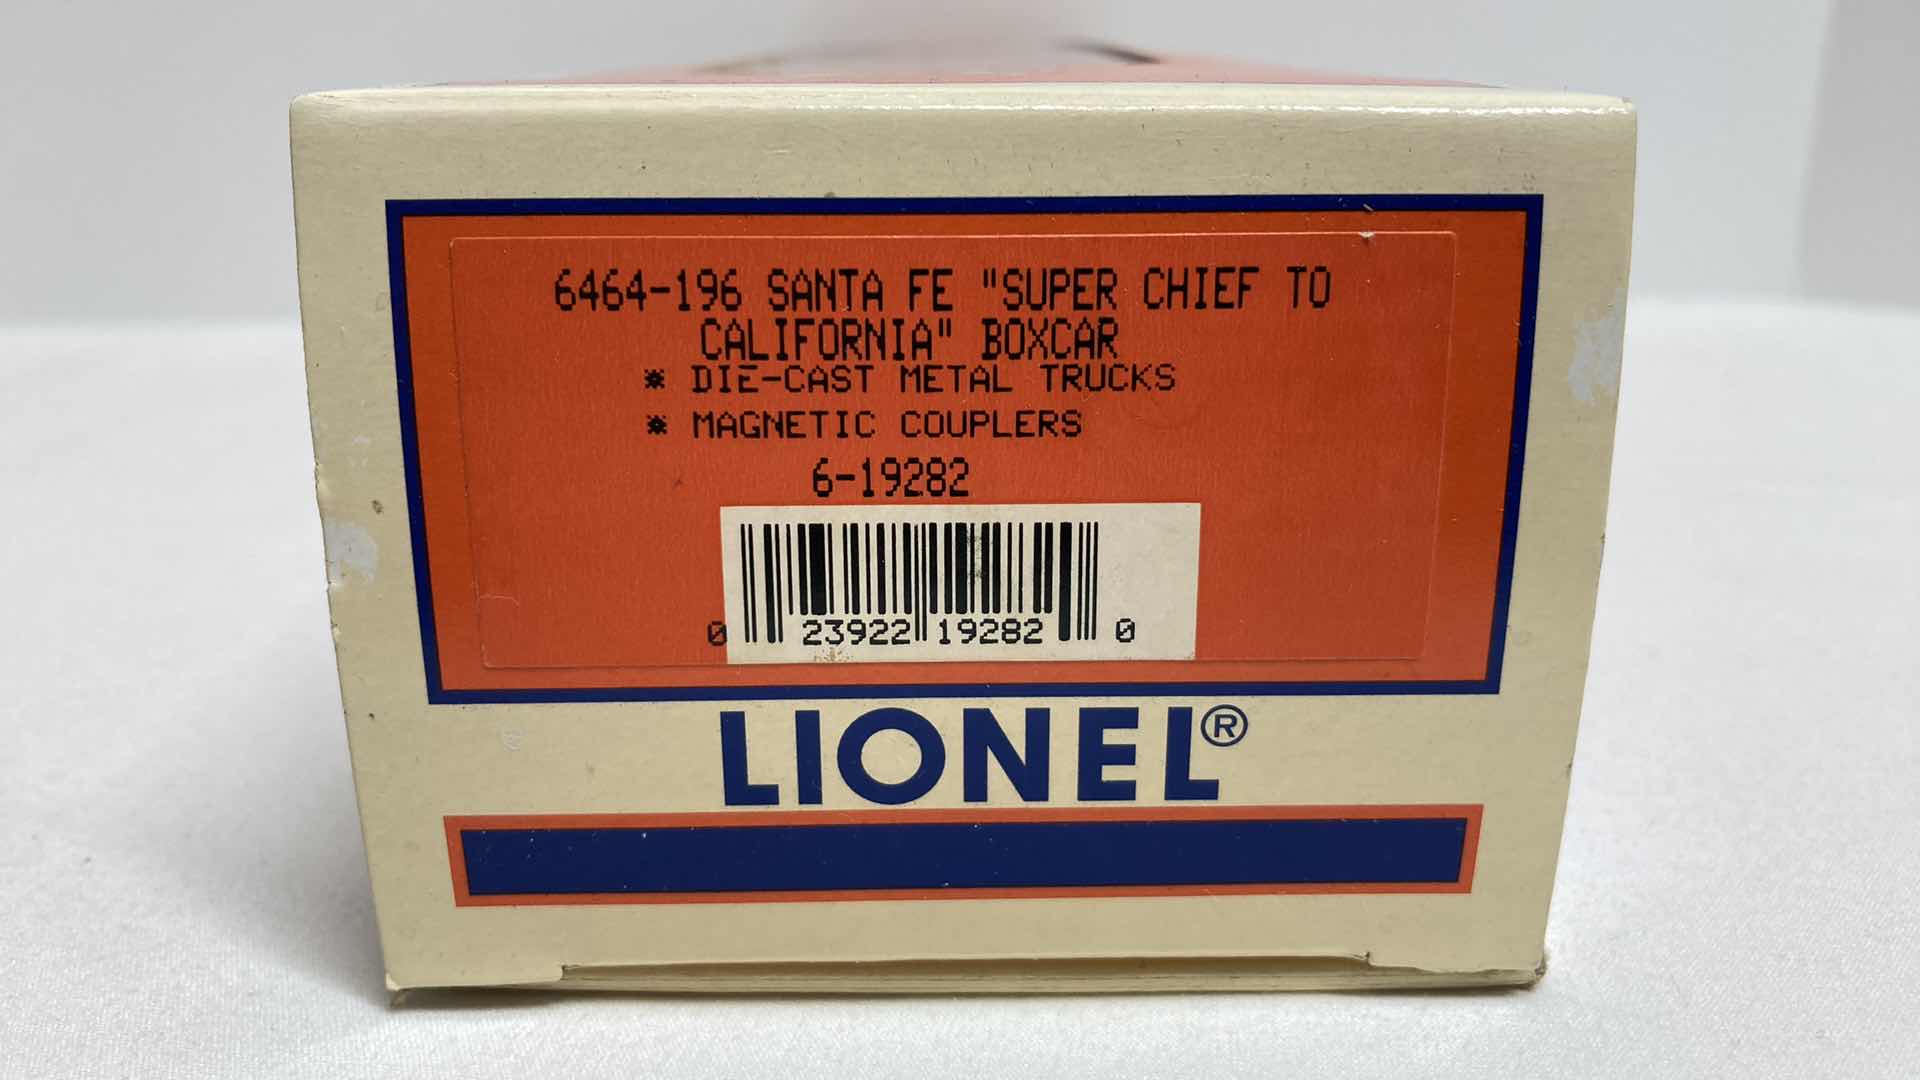 6464-196 SANTA FE "SUPER CHIEF TO
CALIFORNIA" BOXCAR
* DIE-CAST METAL TRUCKS
* MAGNETIC COUPLERS
6-19282
0 23922 19282 0
LIONEL®